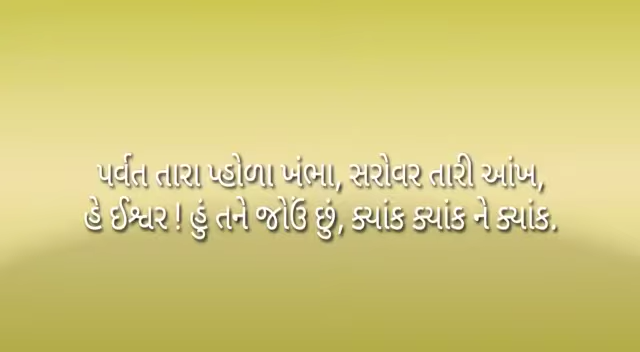 પર્વત તારા પ્હોળા ખંભા, સરોવર તારી આંખ,
હે ઈશ્વર ! હું તને જોઉં છું, ક્યાંક ક્યાંક ને ક્યાંક.